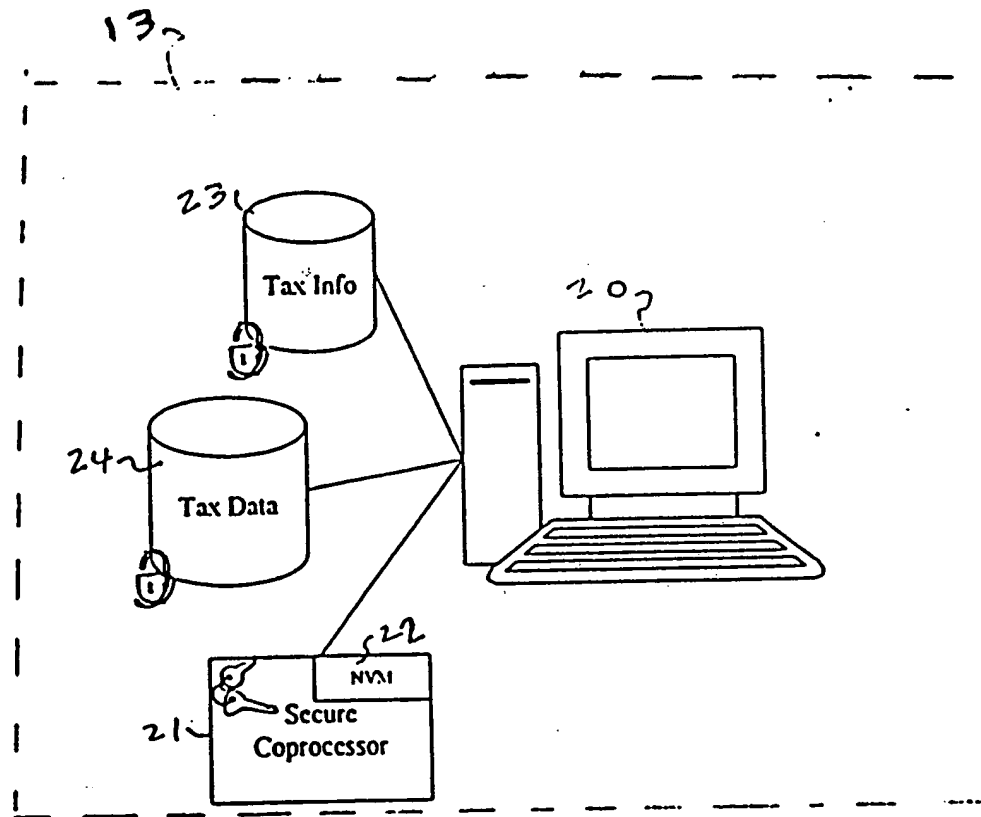 13
23
Tax Info
20
24
Tax Data
22
NVM
21
Secure
Coprocessor